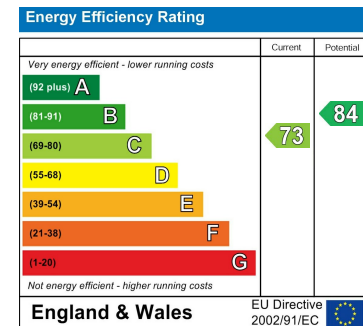 Energy Efficiency Rating
Current Potential
Very energy efficient - lower running costs
(92 plus) A
(81-91) B
(69-80) C
(55-68) D
(39-54) E
(21-38) F
(1-20) G
73
84
Not energy efficient - higher running costs
England & Wales
EU Directive
2002/91/EC